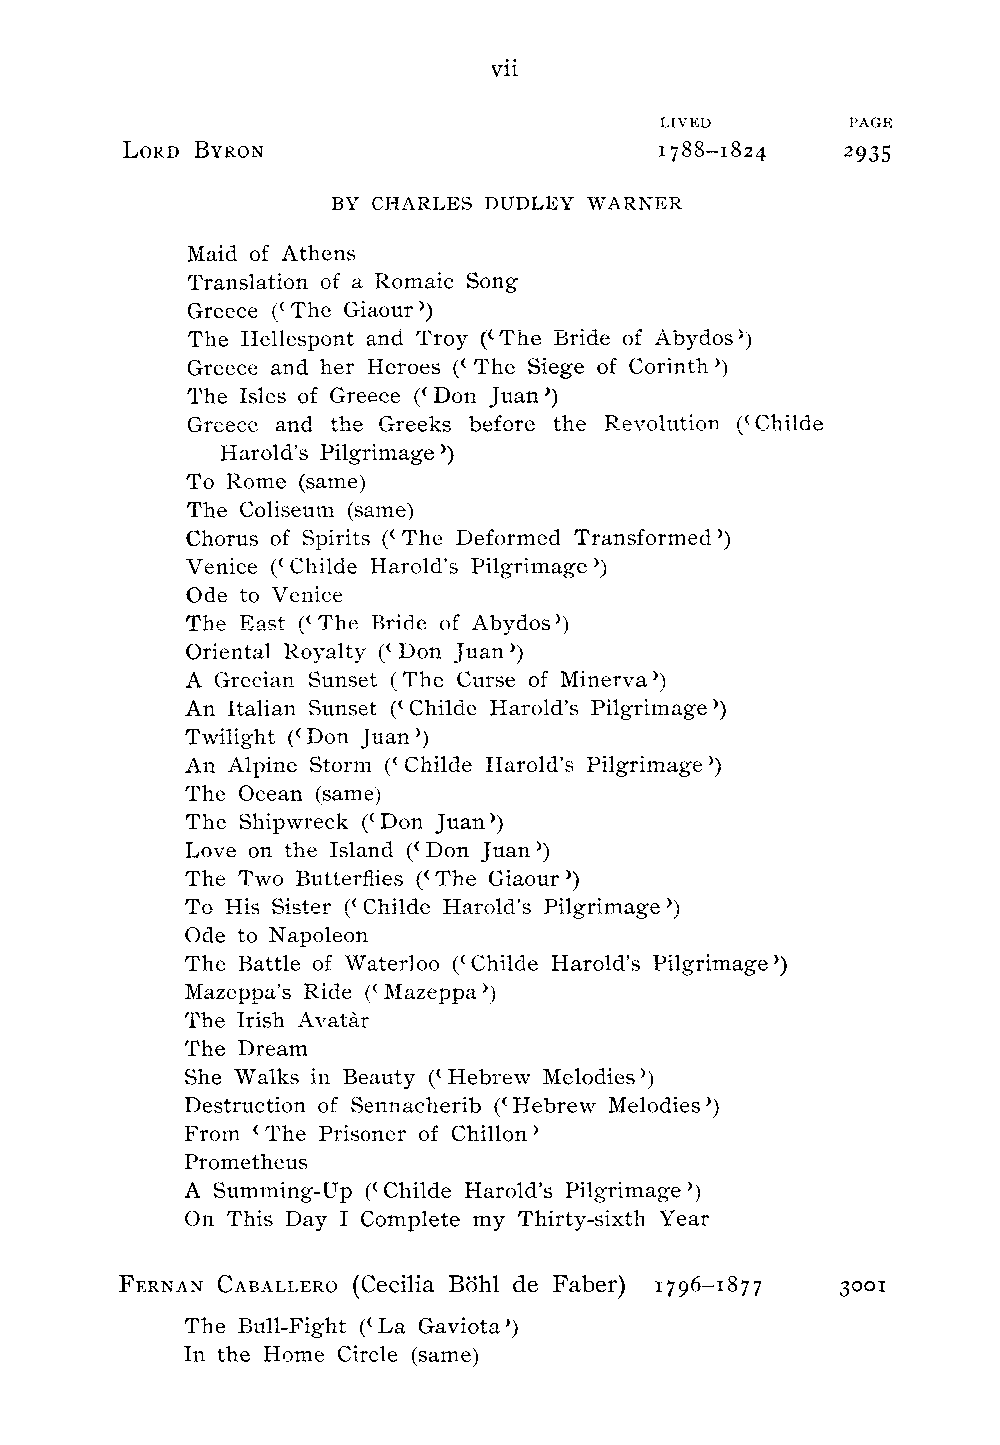 vii
LIVED PAGE
LORD BYRON 1788–1824 2935
BY CHARLES DUDLEY WARNER
Maid of Athens
Translation of a Romaic Song
Greece (‘The Giaour’)
The Hellespont and Troy (‘The Bride of Abydos’)
Greece and her Heroes (‘The Siege of Corinth’)
The Isles of Greece (‘Don Juan’)
Greece and the Greeks before the Revolution (‘Childe
Harold's Pilgrimage’)
To Rome (same)
The Coliseum (same)
Chorus of Spirits (‘The Deformed Transformed’)
Venice (‘Childe Harold's Pilgrimage’)
Ode to Venice
The East (‘The Bride of Abydos’)
Oriental Royalty (‘Don Juan’)
A Grecian Sunset (The Curse of Minerva’)
An Italian Sunset (‘Childe Harold's Pilgrimage’)
Twilight (‘Don Juan’)
An Alpine Storm (‘Childe Harold's Pilgrimage’)
The Ocean (same)
The Shipwreck (‘Don Juan’)
Love on the Island (‘Don Juan’)
The Two Butterflies (‘The Giaour’)
To His Sister (‘Childe Harold's Pilgrimage’)
Ode to Napoleon
The Battle of Waterloo (‘Childe Harold's Pilgrimage’)
Mazeppa's Ride (‘Mazeppa’)
The Irish Avatàr
The Dream
She Walks in Beauty (‘Hebrew Melodies’)
Destruction of Sennacherib (‘Hebrew Melodies’)
From ‘The Prisoner of Chillon’
Prometheus
A Summing-Up (‘Childe Harold's Pilgrimage’)
On This Day I Complete my Thirty-sixth Year
FERNAN CABALLERO (Cecilia Böhl de Faber) 1796–1877 3001
The Bull-Fight (‘La Gaviota’)
In the Home Circle (same)